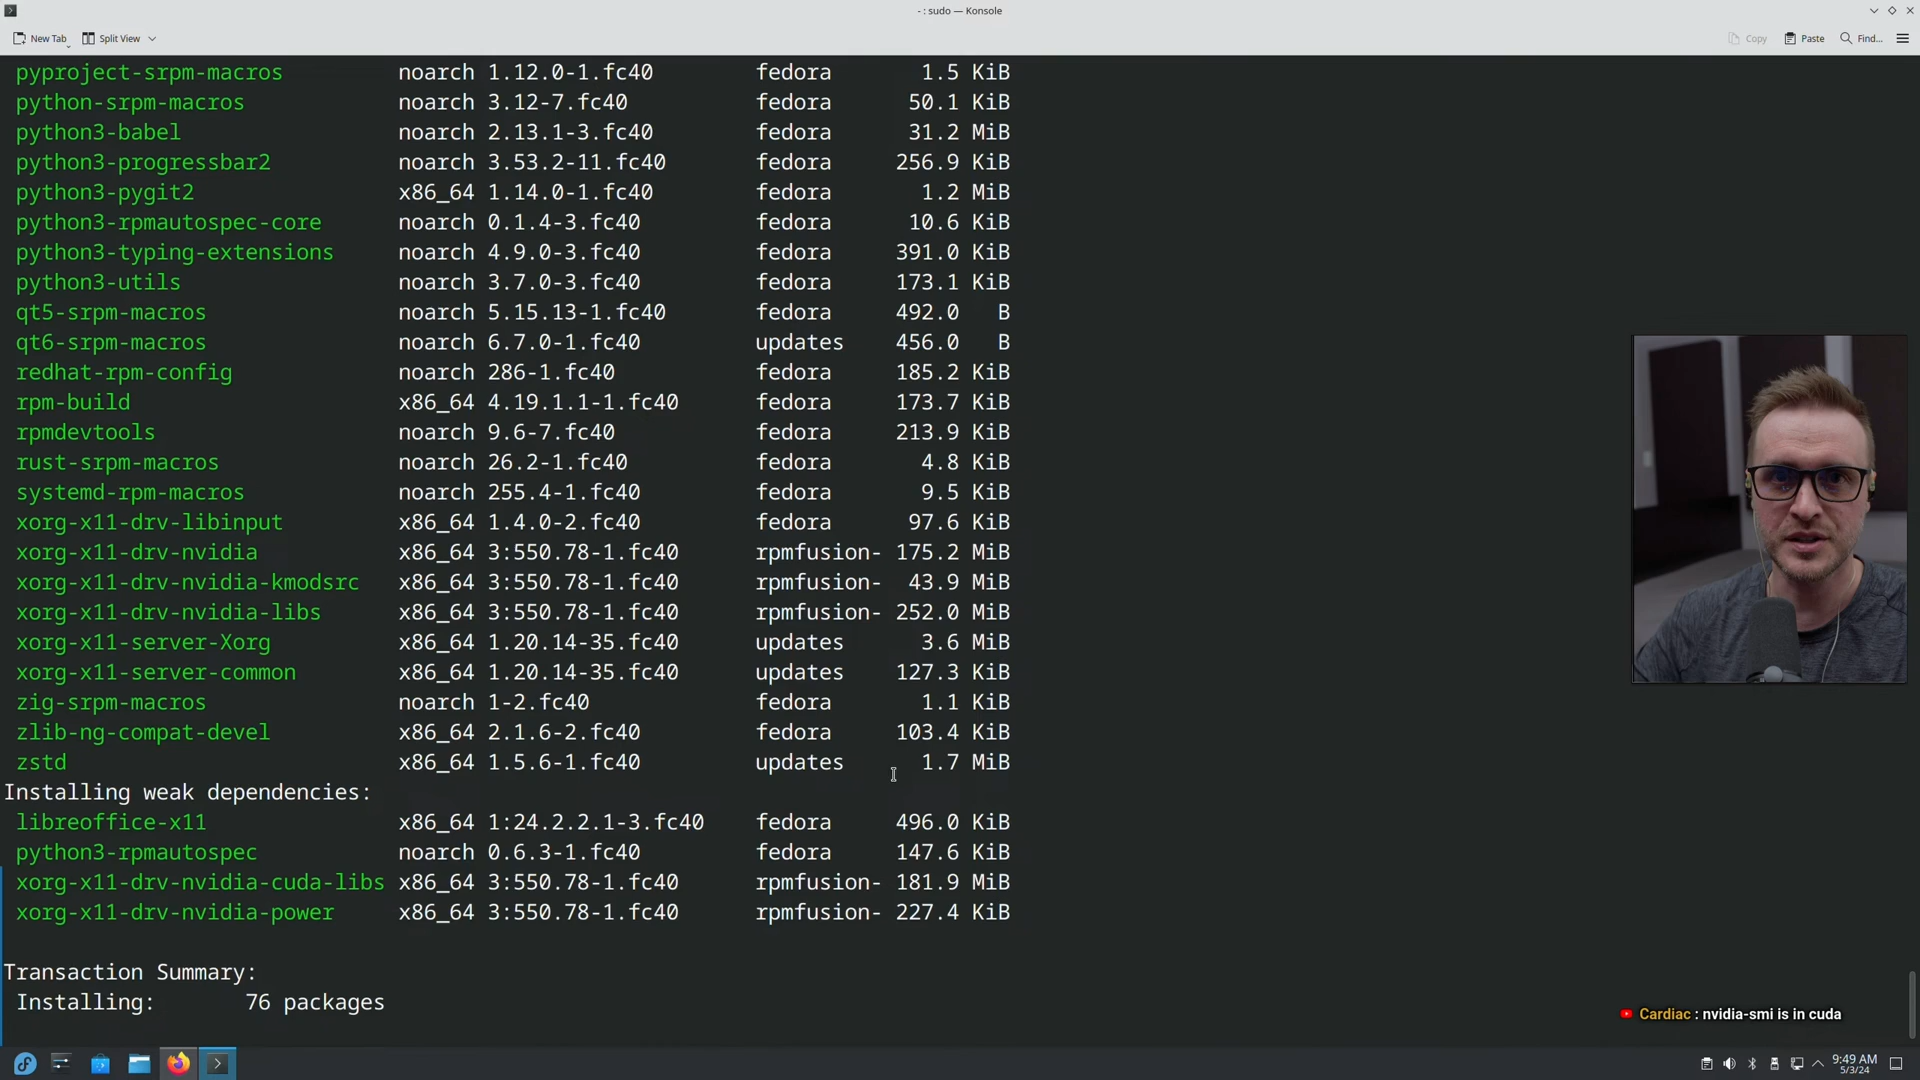 - : sudo — Konsole
New Tab Split View Copy Paste Find...
pyproject-srpm-macros noarch 1.12.0-1.fc40 fedora 1.5 KiB
python-srpm-macros noarch 3.12-7.fc40 fedora 50.1 KiB
python3-babel noarch 2.13.1-3.fc40 fedora 31.2 MiB
python3-progressbar2 noarch 3.53.2-11.fc40 fedora 256.9 KiB
python3-pygit2 x86_64 1.14.0-1.fc40 fedora 1.2 MiB
python3-rpmautospec-core noarch 0.1.4-3.fc40 fedora 10.6 KiB
python3-typing-extensions noarch 4.9.0-3.fc40 fedora 391.0 KiB
python3-utils noarch 3.7.0-3.fc40 fedora 173.1 KiB
qt5-srpm-macros noarch 5.15.13-1.fc40 fedora 492.0 B
qt6-srpm-macros noarch 6.7.0-1.fc40 updates 456.0 B
redhat-rpm-config noarch 286-1.fc40 fedora 185.2 KiB
rpm-build x86_64 4.19.1.1-1.fc40 fedora 173.7 KiB
rpmdevtools noarch 9.6-7.fc40 fedora 213.9 KiB
rust-srpm-macros noarch 26.2-1.fc40 fedora 4.8 KiB
systemd-rpm-macros noarch 255.4-1.fc40 fedora 9.5 KiB
xorg-x11-drv-libinput x86_64 1.4.0-2.fc40 fedora 97.6 KiB
xorg-x11-drv-nvidia x86_64 3:550.78-1.fc40 rpmfusion- 175.2 MiB
xorg-x11-drv-nvidia-kmodsrc x86_64 3:550.78-1.fc40 rpmfusion- 43.9 MiB
xorg-x11-drv-nvidia-libs x86_64 3:550.78-1.fc40 rpmfusion- 252.0 MiB
xorg-x11-server-Xorg x86_64 1.20.14-35.fc40 updates 3.6 MiB
xorg-x11-server-common x86_64 1.20.14-35.fc40 updates 127.3 KiB
zig-srpm-macros noarch 1-2.fc40 fedora 1.1 KiB
zlib-ng-compat-devel x86_64 2.1.6-2.fc40 fedora 103.4 KiB
zstd x86_64 1.5.6-1.fc40 updates 1.7 MiB
Installing weak dependencies:
libreoffice-x11 x86_64 1:24.2.2.1-3.fc40 fedora 496.0 KiB
python3-rpmautospec noarch 0.6.3-1.fc40 fedora 147.6 KiB
xorg-x11-drv-nvidia-cuda-libs x86_64 3:550.78-1.fc40 rpmfusion- 181.9 MiB
xorg-x11-drv-nvidia-power x86_64 3:550.78-1.fc40 rpmfusion- 227.4 KiB
Transaction Summary:
Installing: 76 packages
Cardiac : nvidia-smi is in cuda
9:49 AM
5/3/24